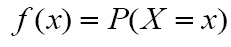 f(x) = P(X = x)